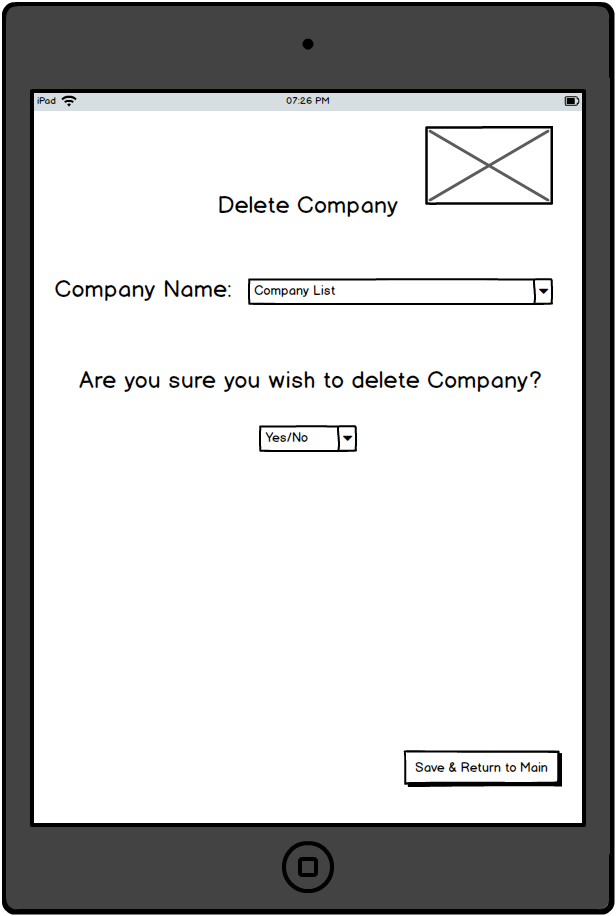 iPad 07:26 PM
Delete Company
Company Name: Company List
Are you sure you wish to delete Company?
Yes/No
Save & Return to Main